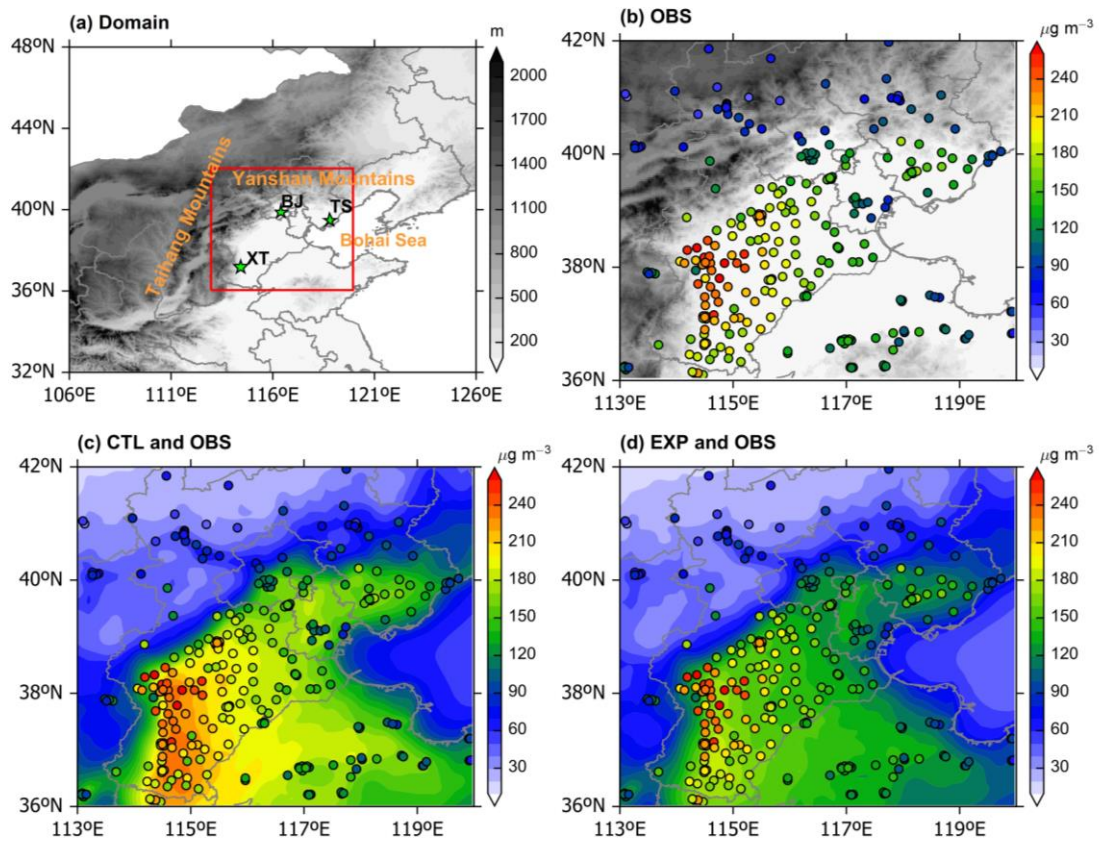 (a) Domain
m
48ºN
44ºN
40ºN
36ºN
32ºN
106ºE
111ºE
116ºE
121ºE
126ºE
Taihang Mountains
Yanshan Mountains
BJ
TS
XT
Bohai Sea
2000
1700
1400
1100
800
500
200
(b) OBS
μg m⁻³
42ºN
40ºN
38ºN
36ºN
113ºE
115ºE
117ºE
119ºE
240
210
180
150
120
90
60
30
(c) CTL and OBS
μg m⁻³
42ºN
40ºN
38ºN
36ºN
113ºE
115ºE
117ºE
119ºE
240
210
180
150
120
90
60
30
(d) EXP and OBS
μg m⁻³
42ºN
40ºN
38ºN
36ºN
113ºE
115ºE
117ºE
119ºE
240
210
180
150
120
90
60
30